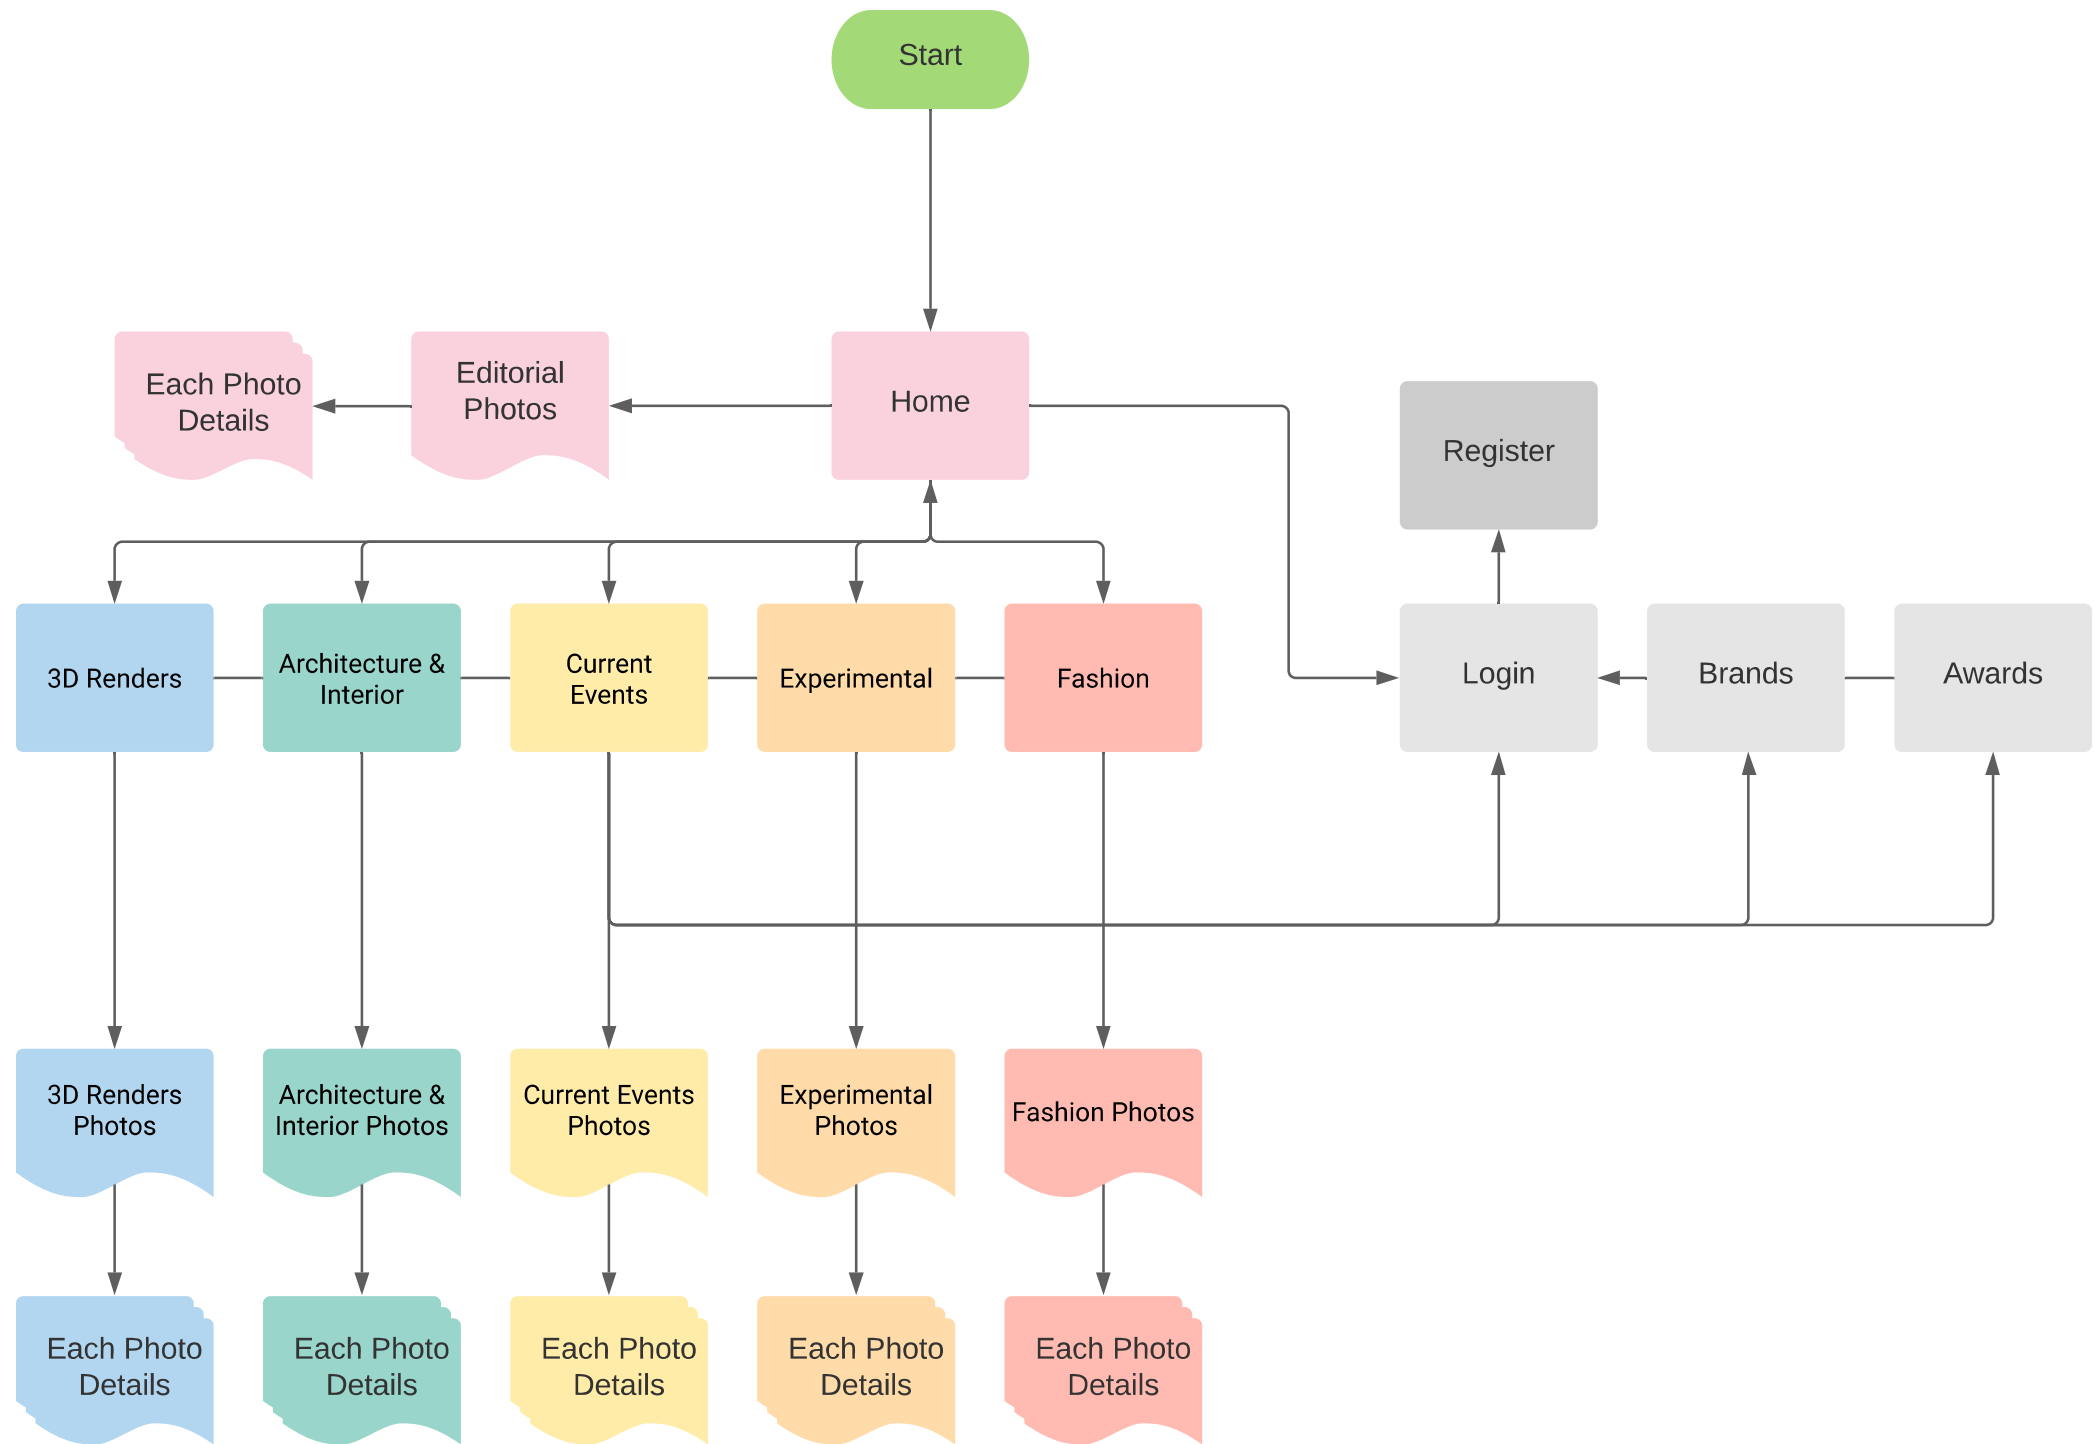 Start
Each Photo
Details
Editorial
Photos
Home
Register
3D Renders
Architecture &
Interior
Current
Events
Experimental
Fashion
Login
Brands
Awards
3D Renders
Photos
Architecture &
Interior Photos
Current Events
Photos
Experimental
Photos
Fashion Photos
Each Photo
Details
Each Photo
Details
Each Photo
Details
Each Photo
Details
Each Photo
Details